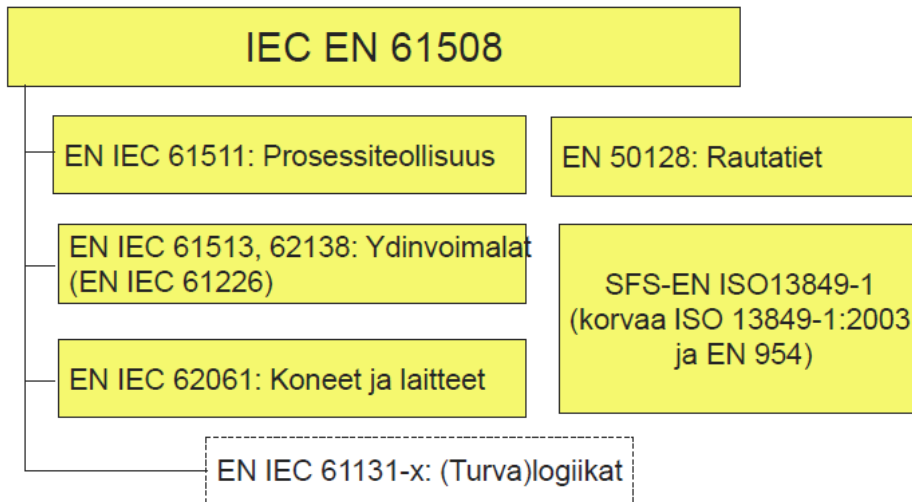 IEC EN 61508
EN IEC 61511: Prosessiteollisuus
EN 50128: Rautatiet
EN IEC 61513, 62138: Ydinvoimalat
(EN IEC 61226)
SFS-EN ISO13849-1
(korvaa ISO 13849-1:2003
ja EN 954)
EN IEC 62061: Koneet ja laitteet
EN IEC 61131-x: (Turva)logiikat